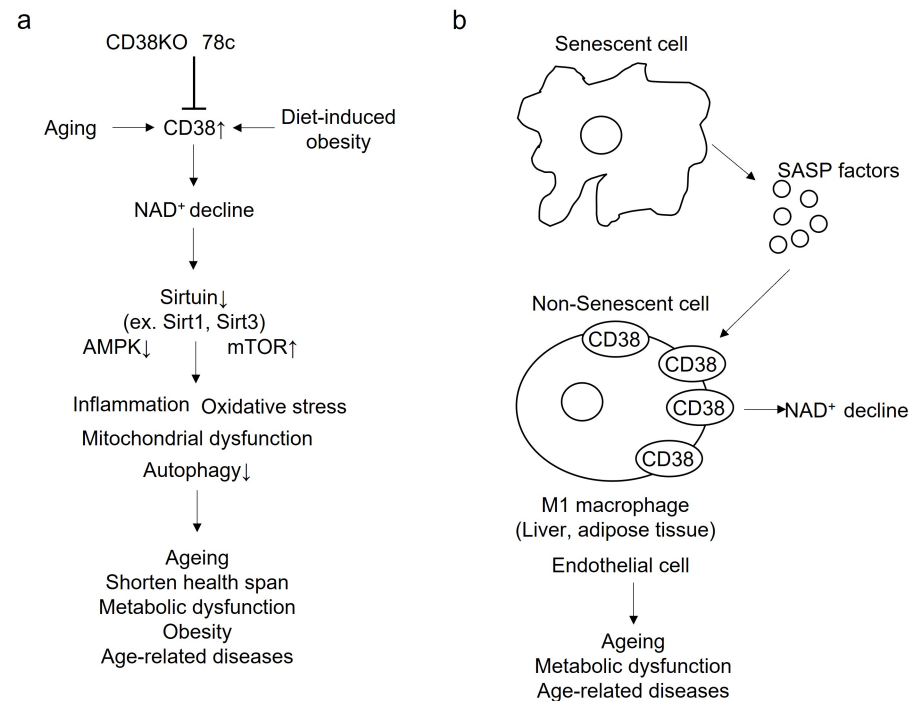 a
CD38KO 78c
Aging
CD38↑
Diet-induced
obesity
NAD⁺ decline
Sirtuin↓
(ex. Sirt1, Sirt3)
AMPK↓ mTOR↑
Inflammation Oxidative stress
Mitochondrial dysfunction
Autophagy↓
Ageing
Shorten health span
Metabolic dysfunction
Obesity
Age-related diseases
b
Senescent cell
SASP factors
Non-Senescent cell
CD38
CD38
CD38
NAD⁺ decline
CD38
M1 macrophage
(Liver, adipose tissue)
Endothelial cell
Ageing
Metabolic dysfunction
Age-related diseases